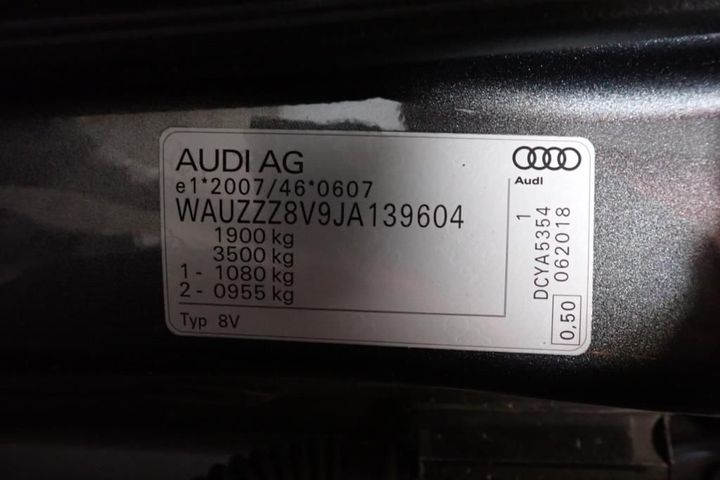 AUDI AG
Audi
e1*2007/46*0607
WAUZZZ8V9JA139604
1900 kg
3500 kg
1 - 1080 kg
2 - 0955 kg
Typ 8V
1
DCYA5354
062018
0,50